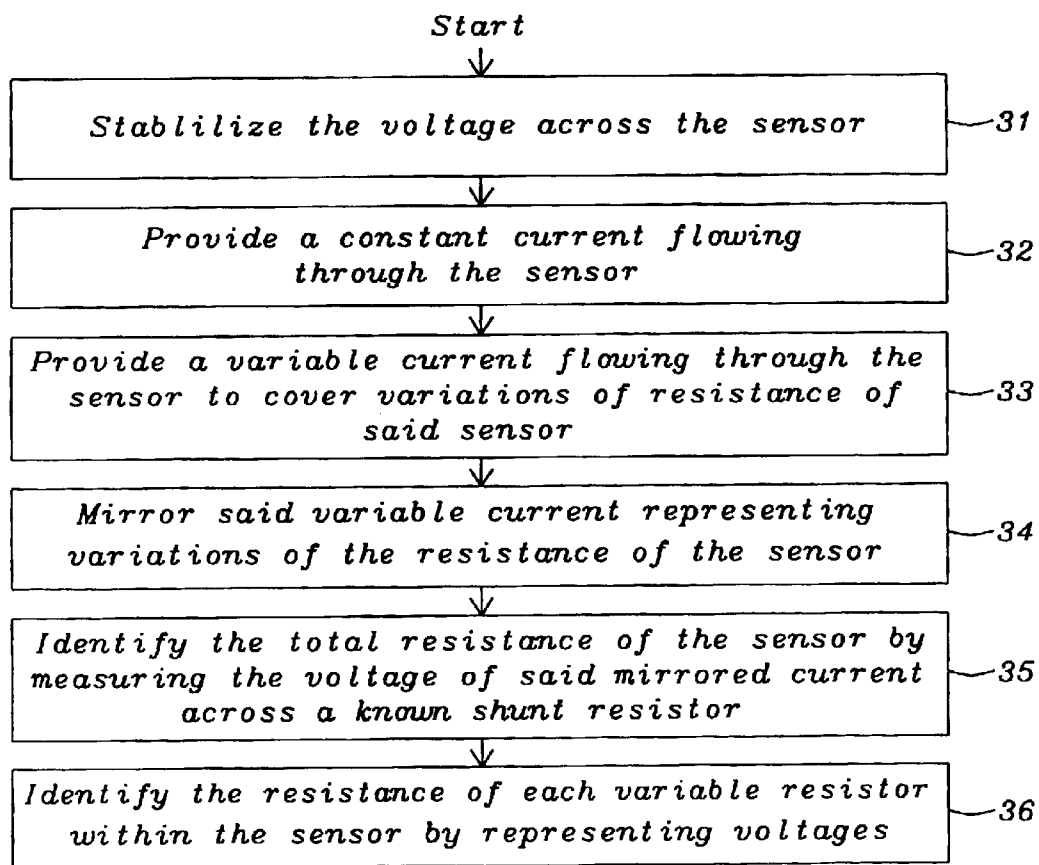 Start
Stablilize the voltage across the sensor
31
Provide a constant current flowing
through the sensor
32
Provide a variable current flowing through the
sensor to cover variations of resistance of
said sensor
33
Mirror said variable current representing
variations of the resistance of the sensor
34
Identify the total resistance of the sensor by
measuring the voltage of said mirrored current
across a known shunt resistor
35
Identify the resistance of each variable resistor
within the sensor by representing voltages
36